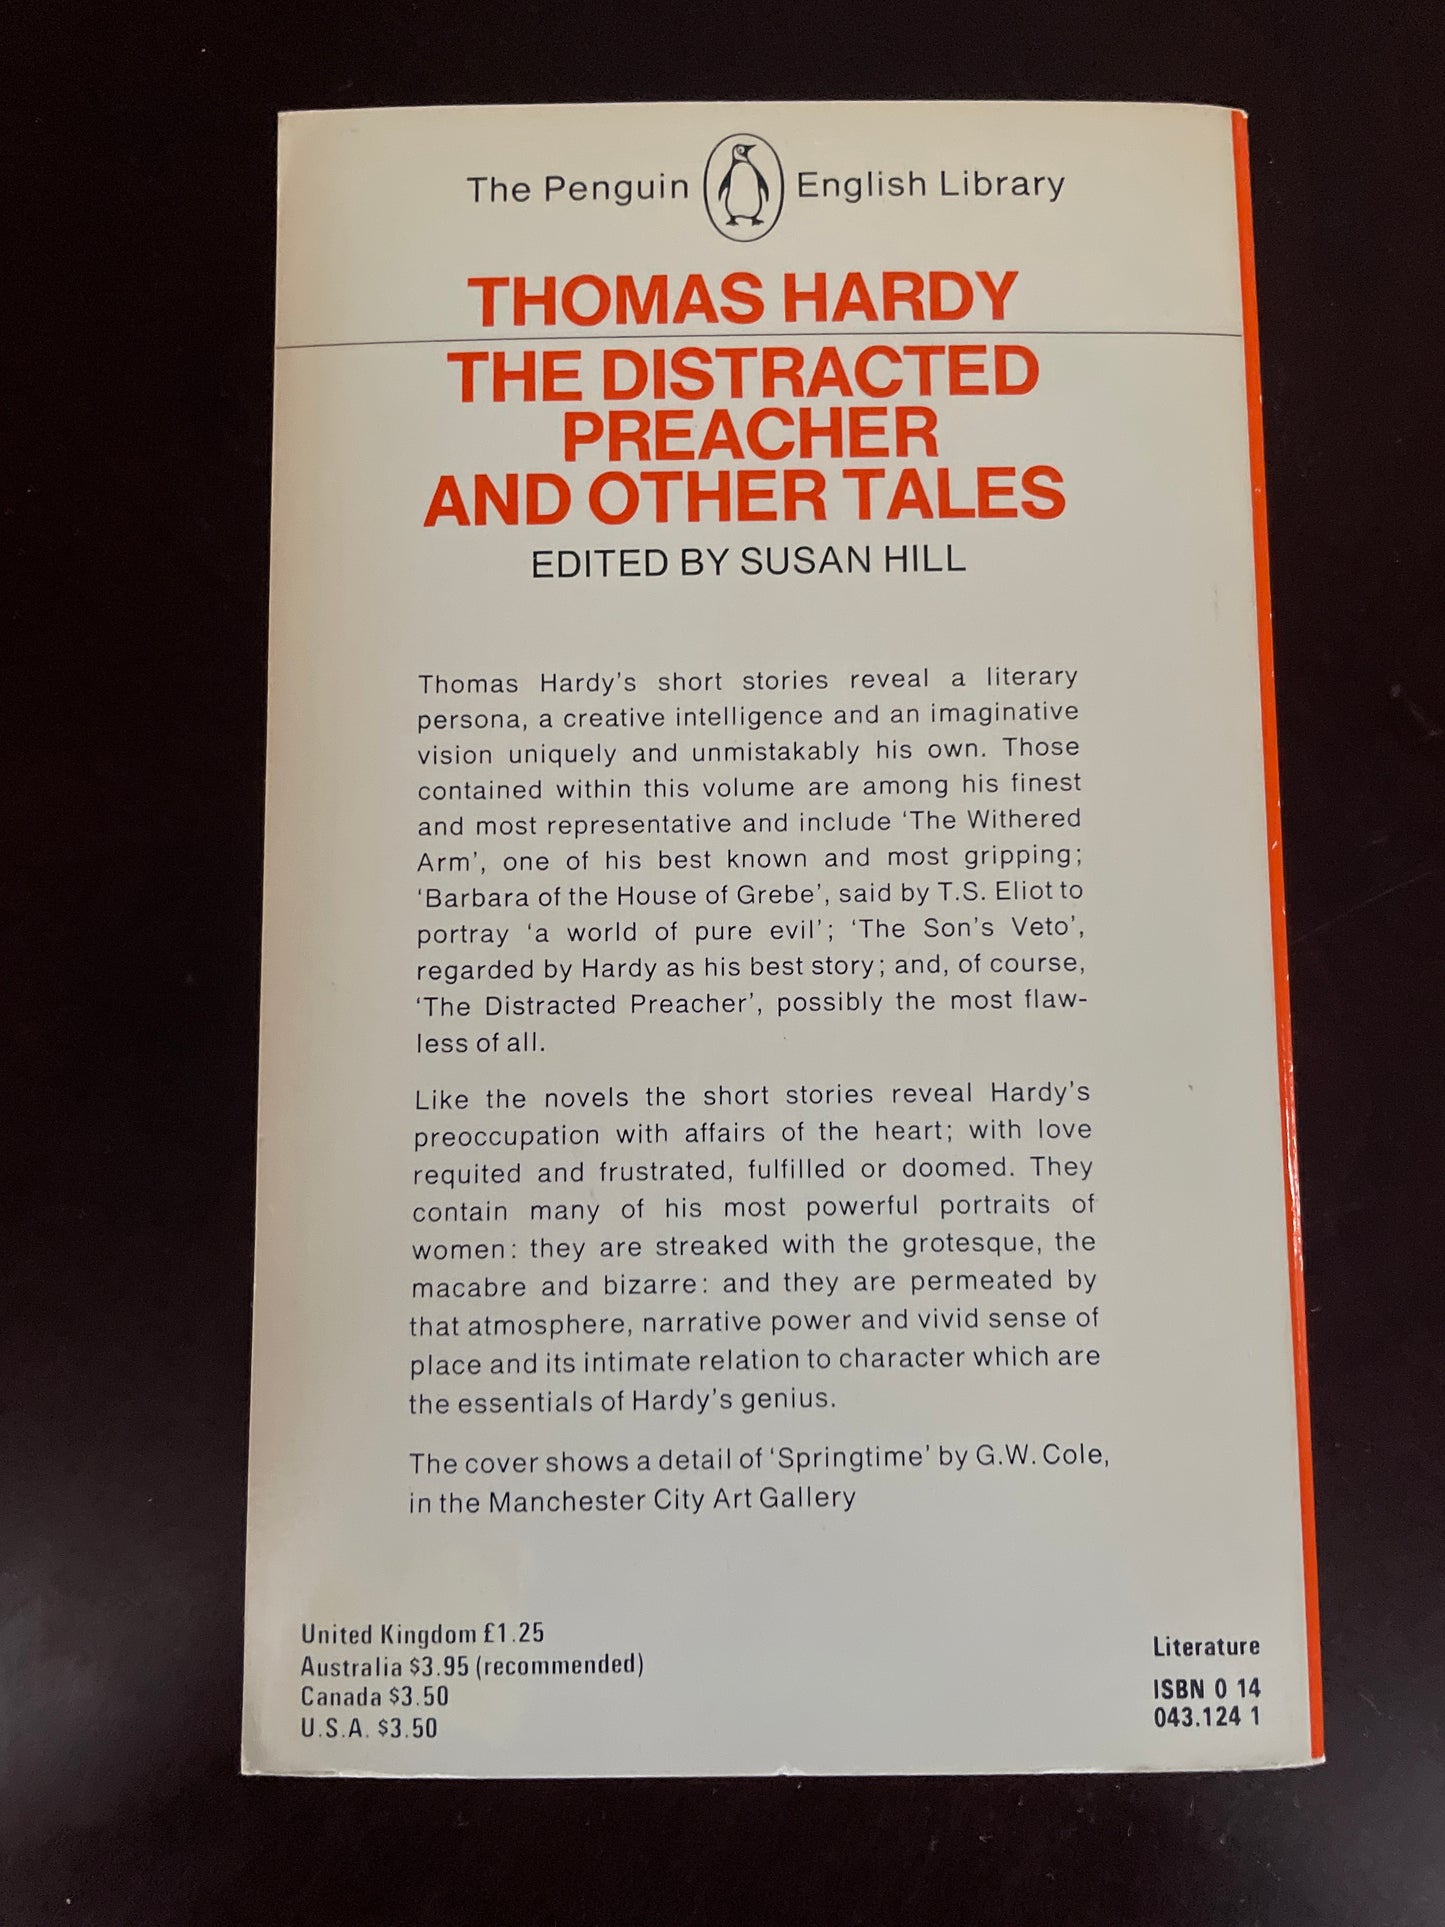 The Penguin English Library
THOMAS HARDY
THE DISTRACTED
PREACHER
AND OTHER TALES
EDITED BY SUSAN HILL
Thomas Hardy's short stories reveal a literary
persona, a creative intelligence and an imaginative
vision uniquely and unmistakably his own. Those
contained within this volume are among his finest
and most representative and include ‘The Withered
Arm’, one of his best known and most gripping;
‘Barbara of the House of Grebe’, said by T.S. Eliot to
portray ‘a world of pure evil’; ‘The Son's Veto’,
regarded by Hardy as his best story; and, of course,
‘The Distracted Preacher’, possibly the most flaw-
less of all.
Like the novels the short stories reveal Hardy's
preoccupation with affairs of the heart; with love
requited and frustrated, fulfilled or doomed. They
contain many of his most powerful portraits of
women: they are streaked with the grotesque, the
macabre and bizarre: and they are permeated by
that atmosphere, narrative power and vivid sense of
place and its intimate relation to character which are
the essentials of Hardy's genius.
The cover shows a detail of ‘Springtime’ by G.W. Cole,
in the Manchester City Art Gallery
United Kingdom £1.25
Australia $3.95 (recommended)
Canada $3.50
U.S.A. $3.50
Literature
ISBN 0 14
043.124 1